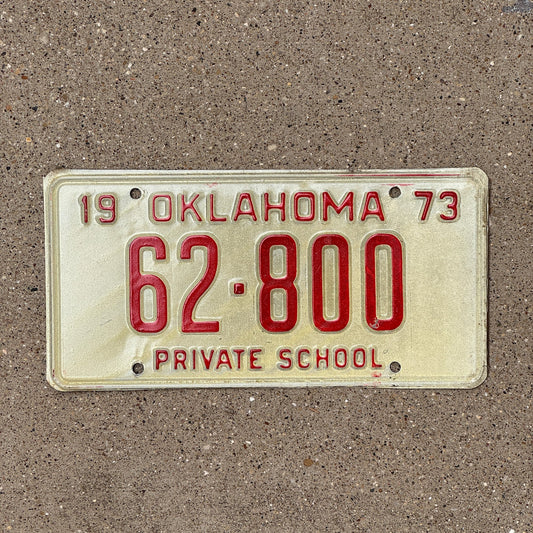 19 OKLAHOMA 73
62·800
PRIVATE SCHOOL